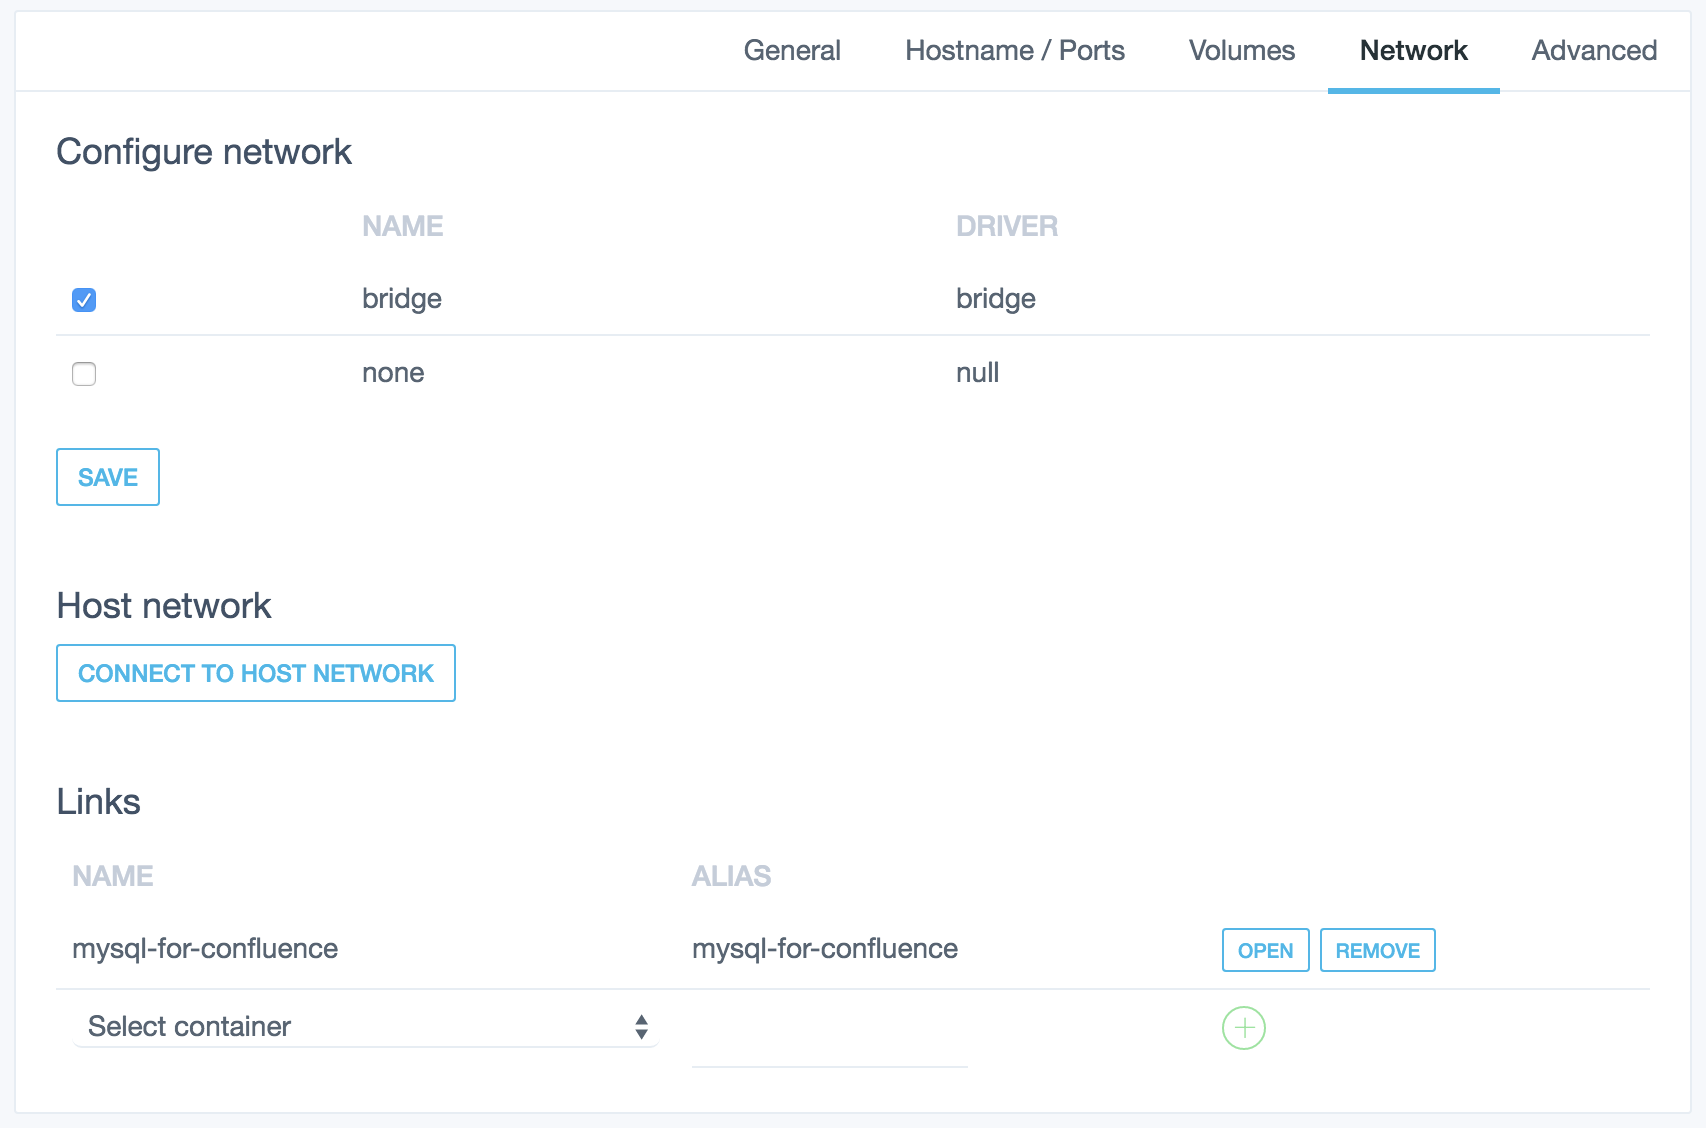 General Hostname / Ports Volumes Network Advanced
Configure network
NAME DRIVER
bridge bridge
none null
SAVE
Host network
CONNECT TO HOST NETWORK
Links
NAME ALIAS
mysql-for-confluence mysql-for-confluence OPEN REMOVE
Select container